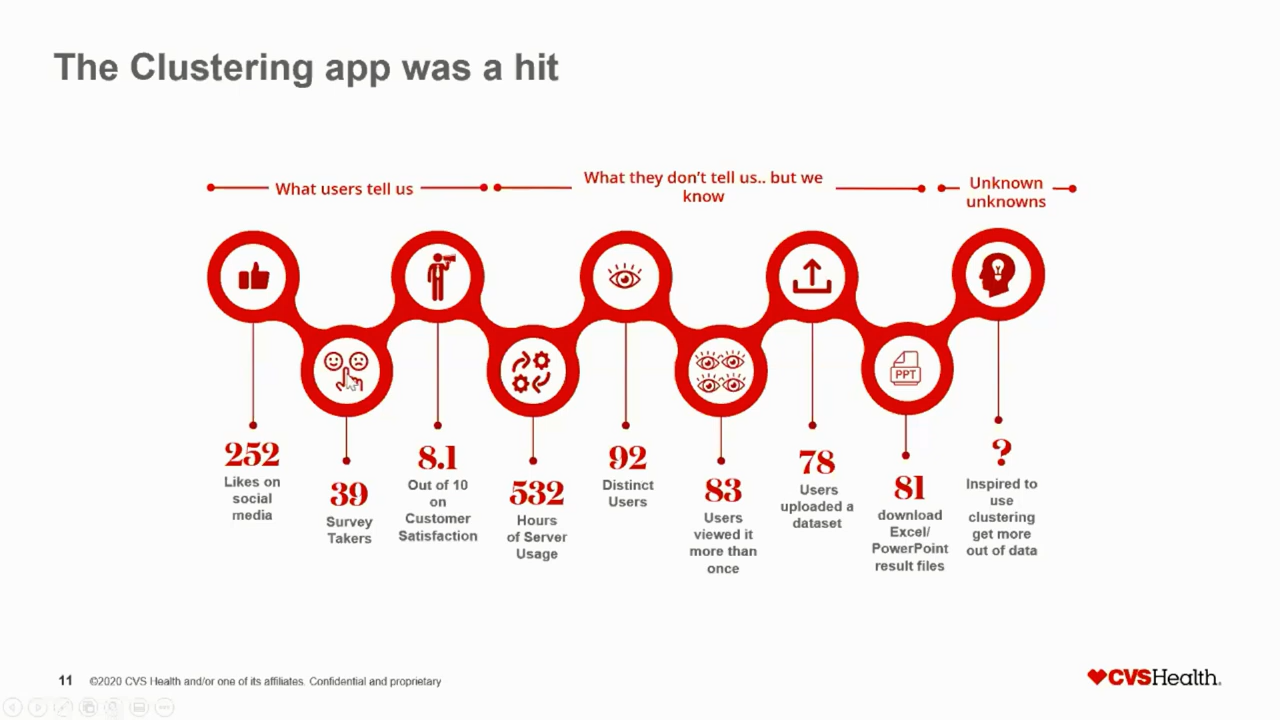 The Clustering app was a hit
What users tell us
What they don't tell us.. but we
know
Unknown
unknowns
PPT
252
Likes on
social
media
39
Survey
Takers
8.1
Out of 10
on
Customer
Satisfaction
532
Hours
of Server
Usage
92
Distinct
Users
83
Users
viewed it
more than
once
78
Users
uploaded a
dataset
81
download
Excel/
PowerPoint
result files
?
Inspired to
use
clustering
get more
out of data
11 ©2020 CVS Health and/or one of its affiliates. Confidential and proprietary
CVSHealth.